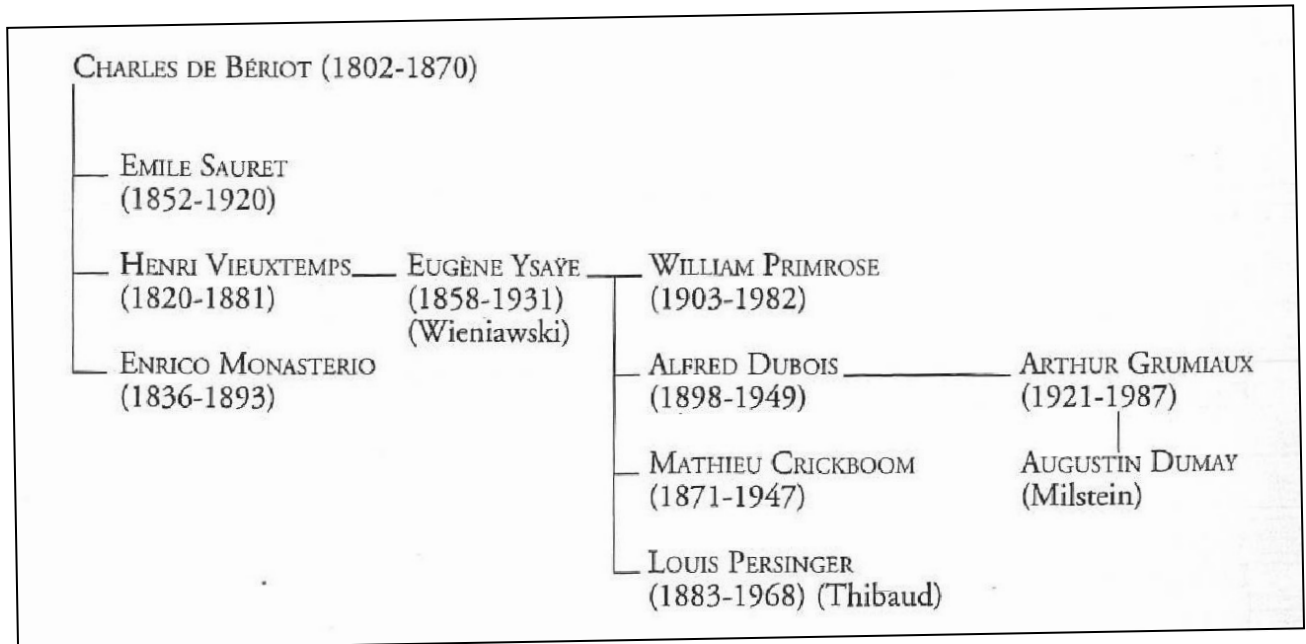 CHARLES DE BÉRIOT (1802-1870)
EMILE SAURET
(1852-1920)
HENRI VIEUXTEMPS
(1820-1881)
EUGÈNE YSAŸE
(1858-1931)
(Wieniawski)
WILLIAM PRIMROSE
(1903-1982)
ENRICO MONASTERIO
(1836-1893)
ALFRED DUBOIS
(1898-1949)
ARTHUR GRUMIAUX
(1921-1987)
MATHIEU CRICKBOOM
(1871-1947)
AUGUSTIN DUMAY
(Milstein)
LOUIS PERSINGER
(1883-1968) (Thibaud)